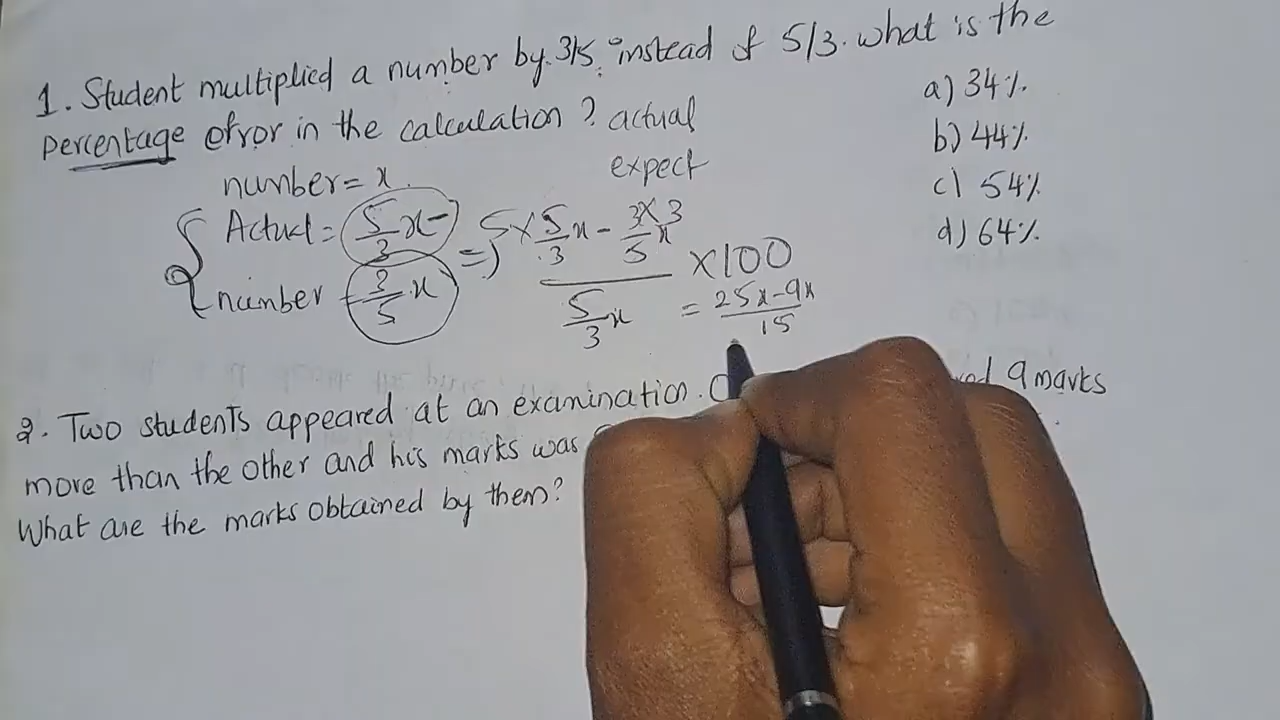 1. Student multiplied a number by 3/5 instead of 5/3. what is the
percentage error in the calculation ? actual
expect
a) 34%
b) 44%
c) 54%
d) 64%
number = x
Actual = 5/3 x - 
number - 3/5 x
=> 5 × 5/3 x - 3 × 3/5 x
5/3 x
× 100
= 25x - 9x / 15
2. Two students appeared at an examination. 9 marks
more than the other and his marks was
What are the marks obtained by them?